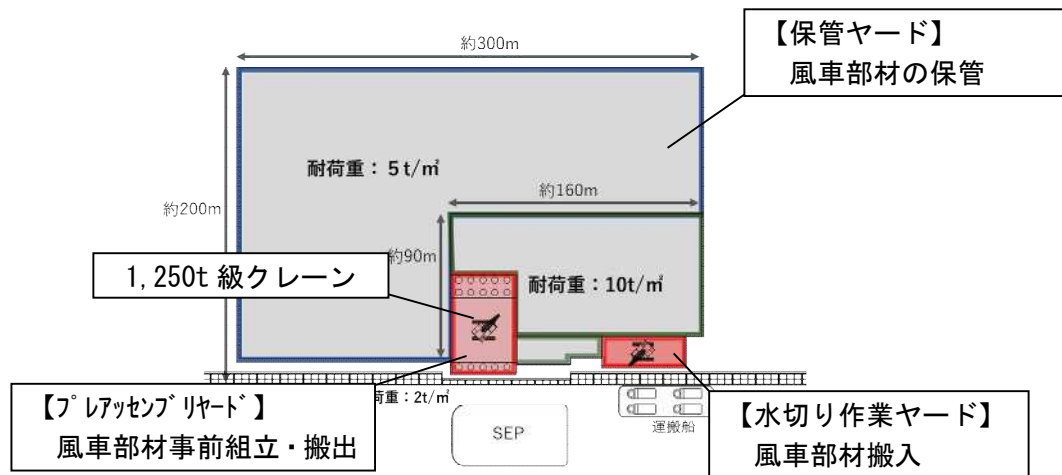 約300m
【保管ヤード】
風車部材の保管
耐荷重：5t/㎡
約160m
約200m
約90m
1,250t 級クレーン
耐荷重：10t/㎡
荷重：2t/㎡
【プレアッセンブリヤード】
風車部材事前組立・搬出
SEP
運搬船
【水切り作業ヤード】
風車部材搬入